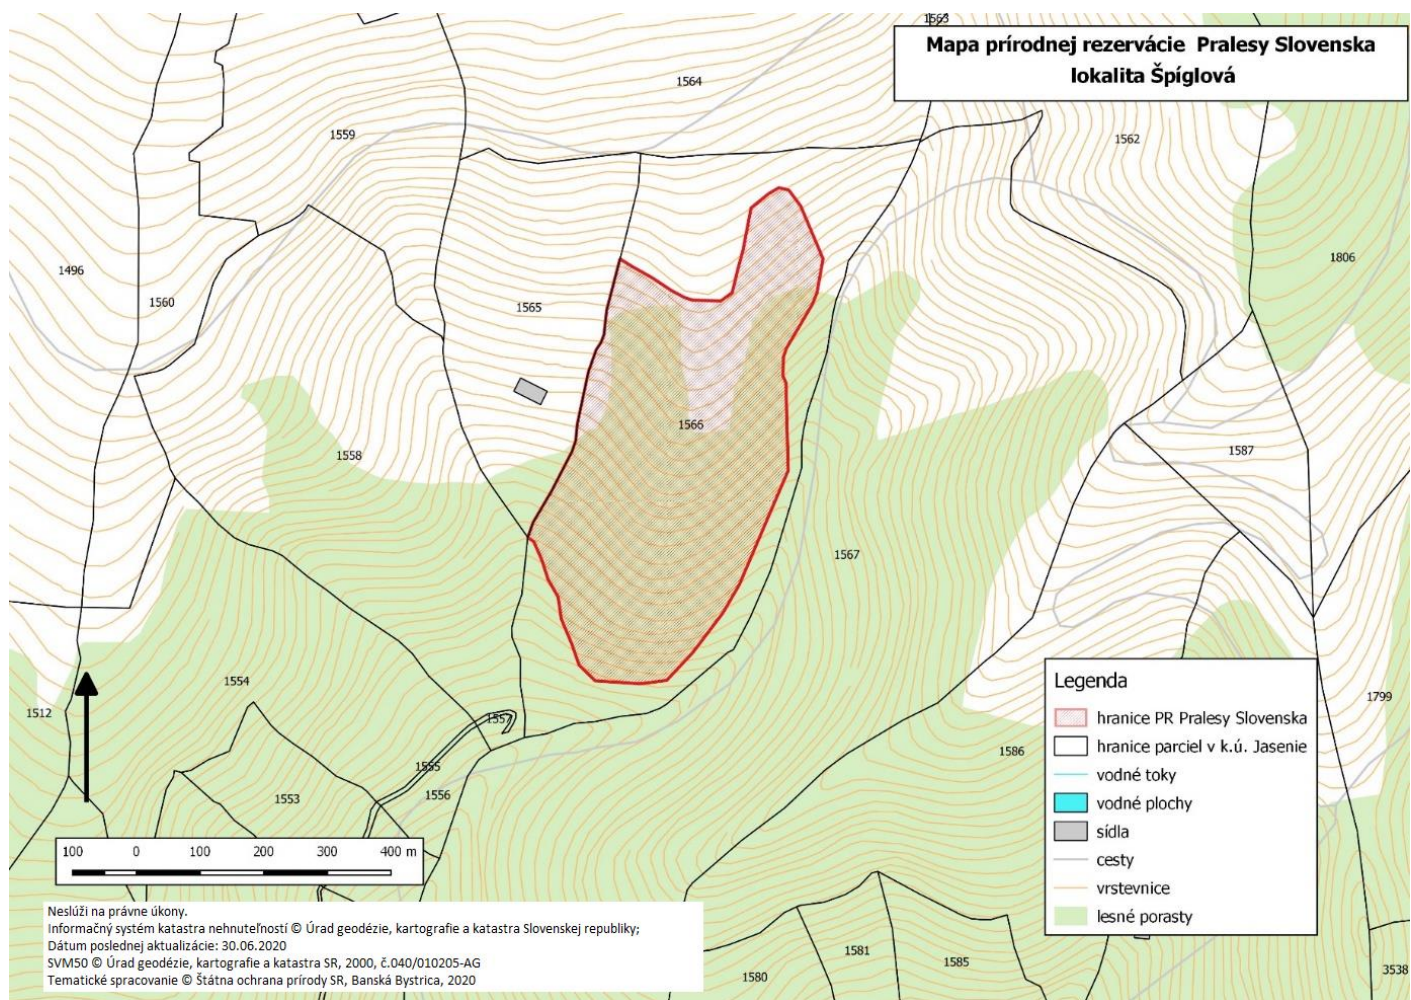 1563
Mapa prírodnej rezervácie Pralesy Slovenska
lokalita Špíglová
1564
1559
1562
1496
1560
1565
1806
1566
1558
1587
1567
1554
1512
1557
1799
1586
1555
1556
1553
1581
1585
1580
3538
Legenda
hranice PR Pralesy Slovenska
hranice parciel v k.ú. Jasenie
vodné toky
vodné plochy
sídla
cesty
vrstevnice
lesné porasty
100 0 100 200 300 400 m
Neslúži na právne úkony.
Informačný systém katastra nehnuteľností © Úrad geodézie, kartografie a katastra Slovenskej republiky;
Dátum poslednej aktualizácie: 30.06.2020
SVM50 © Úrad geodézie, kartografie a katastra SR, 2000, č.040/010205-AG
Tematické spracovanie © Štátna ochrana prírody SR, Banská Bystrica, 2020